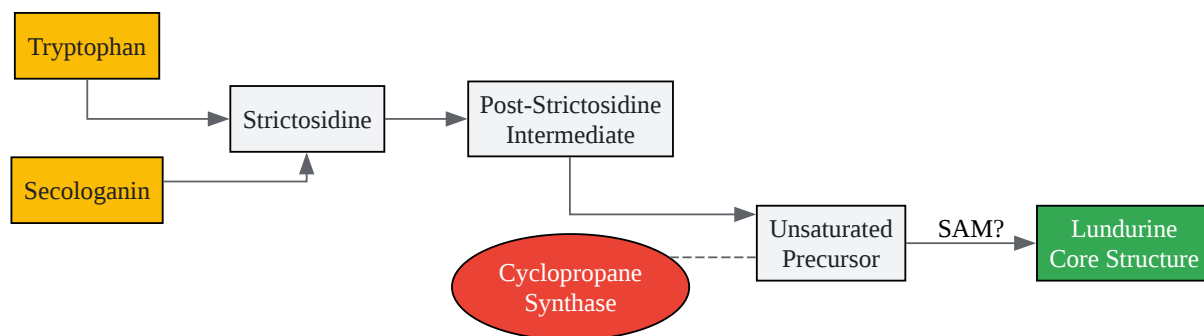 Tryptophan
Secologanin
Strictosidine
Post-Strictosidine
Intermediate
Cyclopropane
Synthase
Unsaturated
Precursor
SAM?
Lundurine
Core Structure